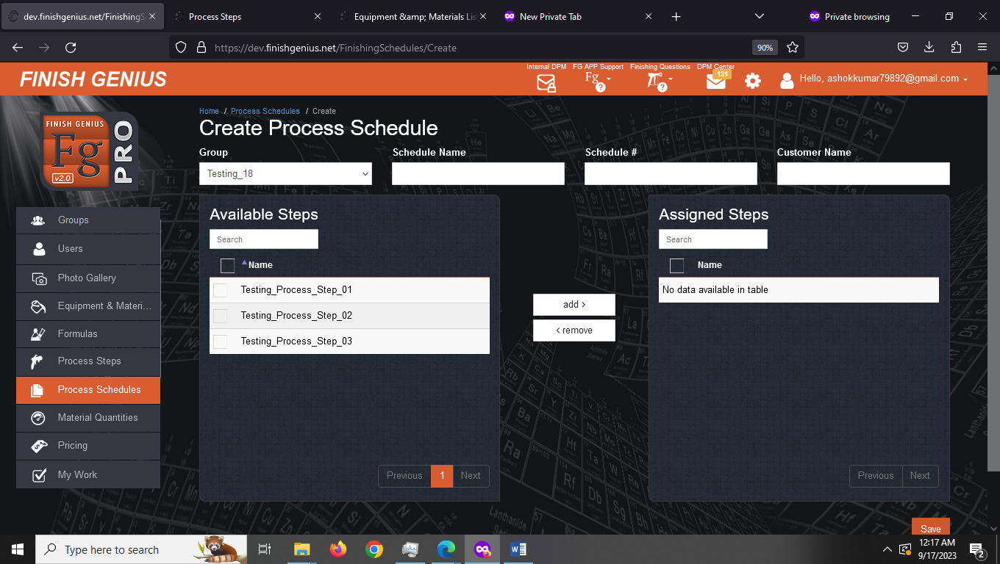 dev.finishgenius.net/FinishingS
Process Steps
Equipment &amp; Materials Lis
New Private Tab
Private browsing
https://dev.finishgenius.net/FinishingSchedules/Create
90%
FINISH GENIUS
Internal DPM
FG APP Support
Finishing Questions
DPM Center
131
Hello, ashokkumar79892@gmail.com
FINISH GENIUS
Fg
v2.0
PRO
Home / Process Schedules / Create
Create Process Schedule
Group
Schedule Name
Schedule #
Customer Name
Testing_18
Groups
Users
Photo Gallery
Equipment & Materi...
Formulas
Process Steps
Process Schedules
Material Quantities
Pricing
My Work
Available Steps
Search
Name
Testing_Process_Step_01
Testing_Process_Step_02
Testing_Process_Step_03
Previous 1 Next
add >
< remove
Assigned Steps
Search
Name
No data available in table
Previous Next
Save
Type here to search
12:17 AM
9/17/2023
2